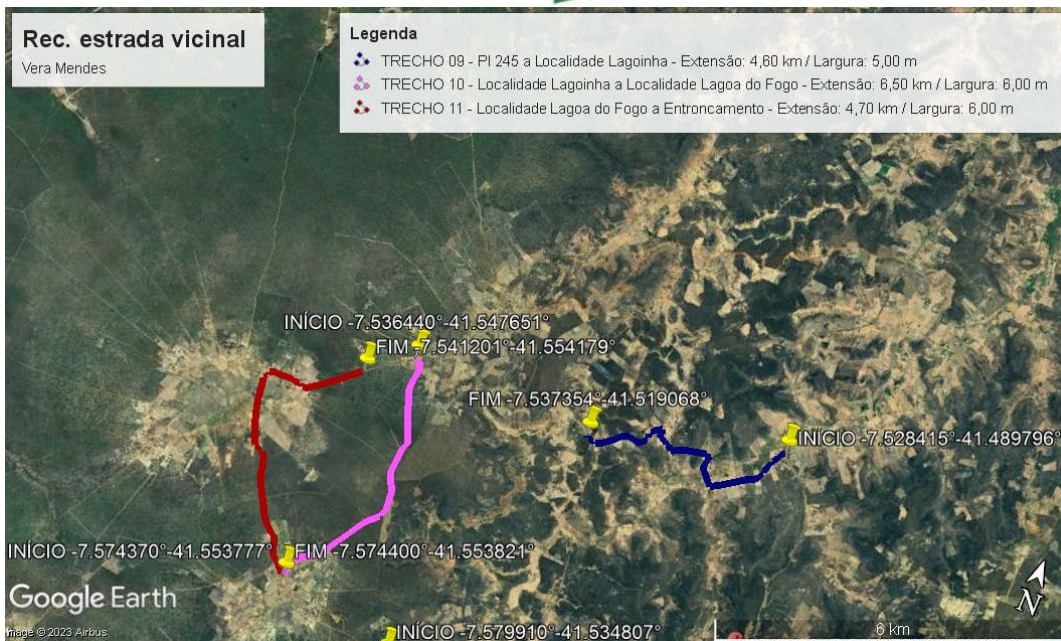 Rec. estrada vicinal
Vera Mendes
Legenda
TRECHO 09 - PI 245 a Localidade Lagoinha - Extensão: 4,60 km / Largura: 5,00 m
TRECHO 10 - Localidade Lagoinha a Localidade Lagoa do Fogo - Extensão: 6,50 km / Largura: 6,00 m
TRECHO 11 - Localidade Lagoa do Fogo a Entroncamento - Extensão: 4,70 km / Largura: 6,00 m
INÍCIO -7.536440°-41.547651°
FIM -7.541201°-41.554179°
FIM -7.537354°-41.519068°
INÍCIO -7.528415°-41.489796°
INÍCIO -7.574370°-41.553777°
FIM -7.574400°-41.553821°
Google Earth
N
Image © 2023 Airbus
INÍCIO -7.579910°-41.534807°
6 km